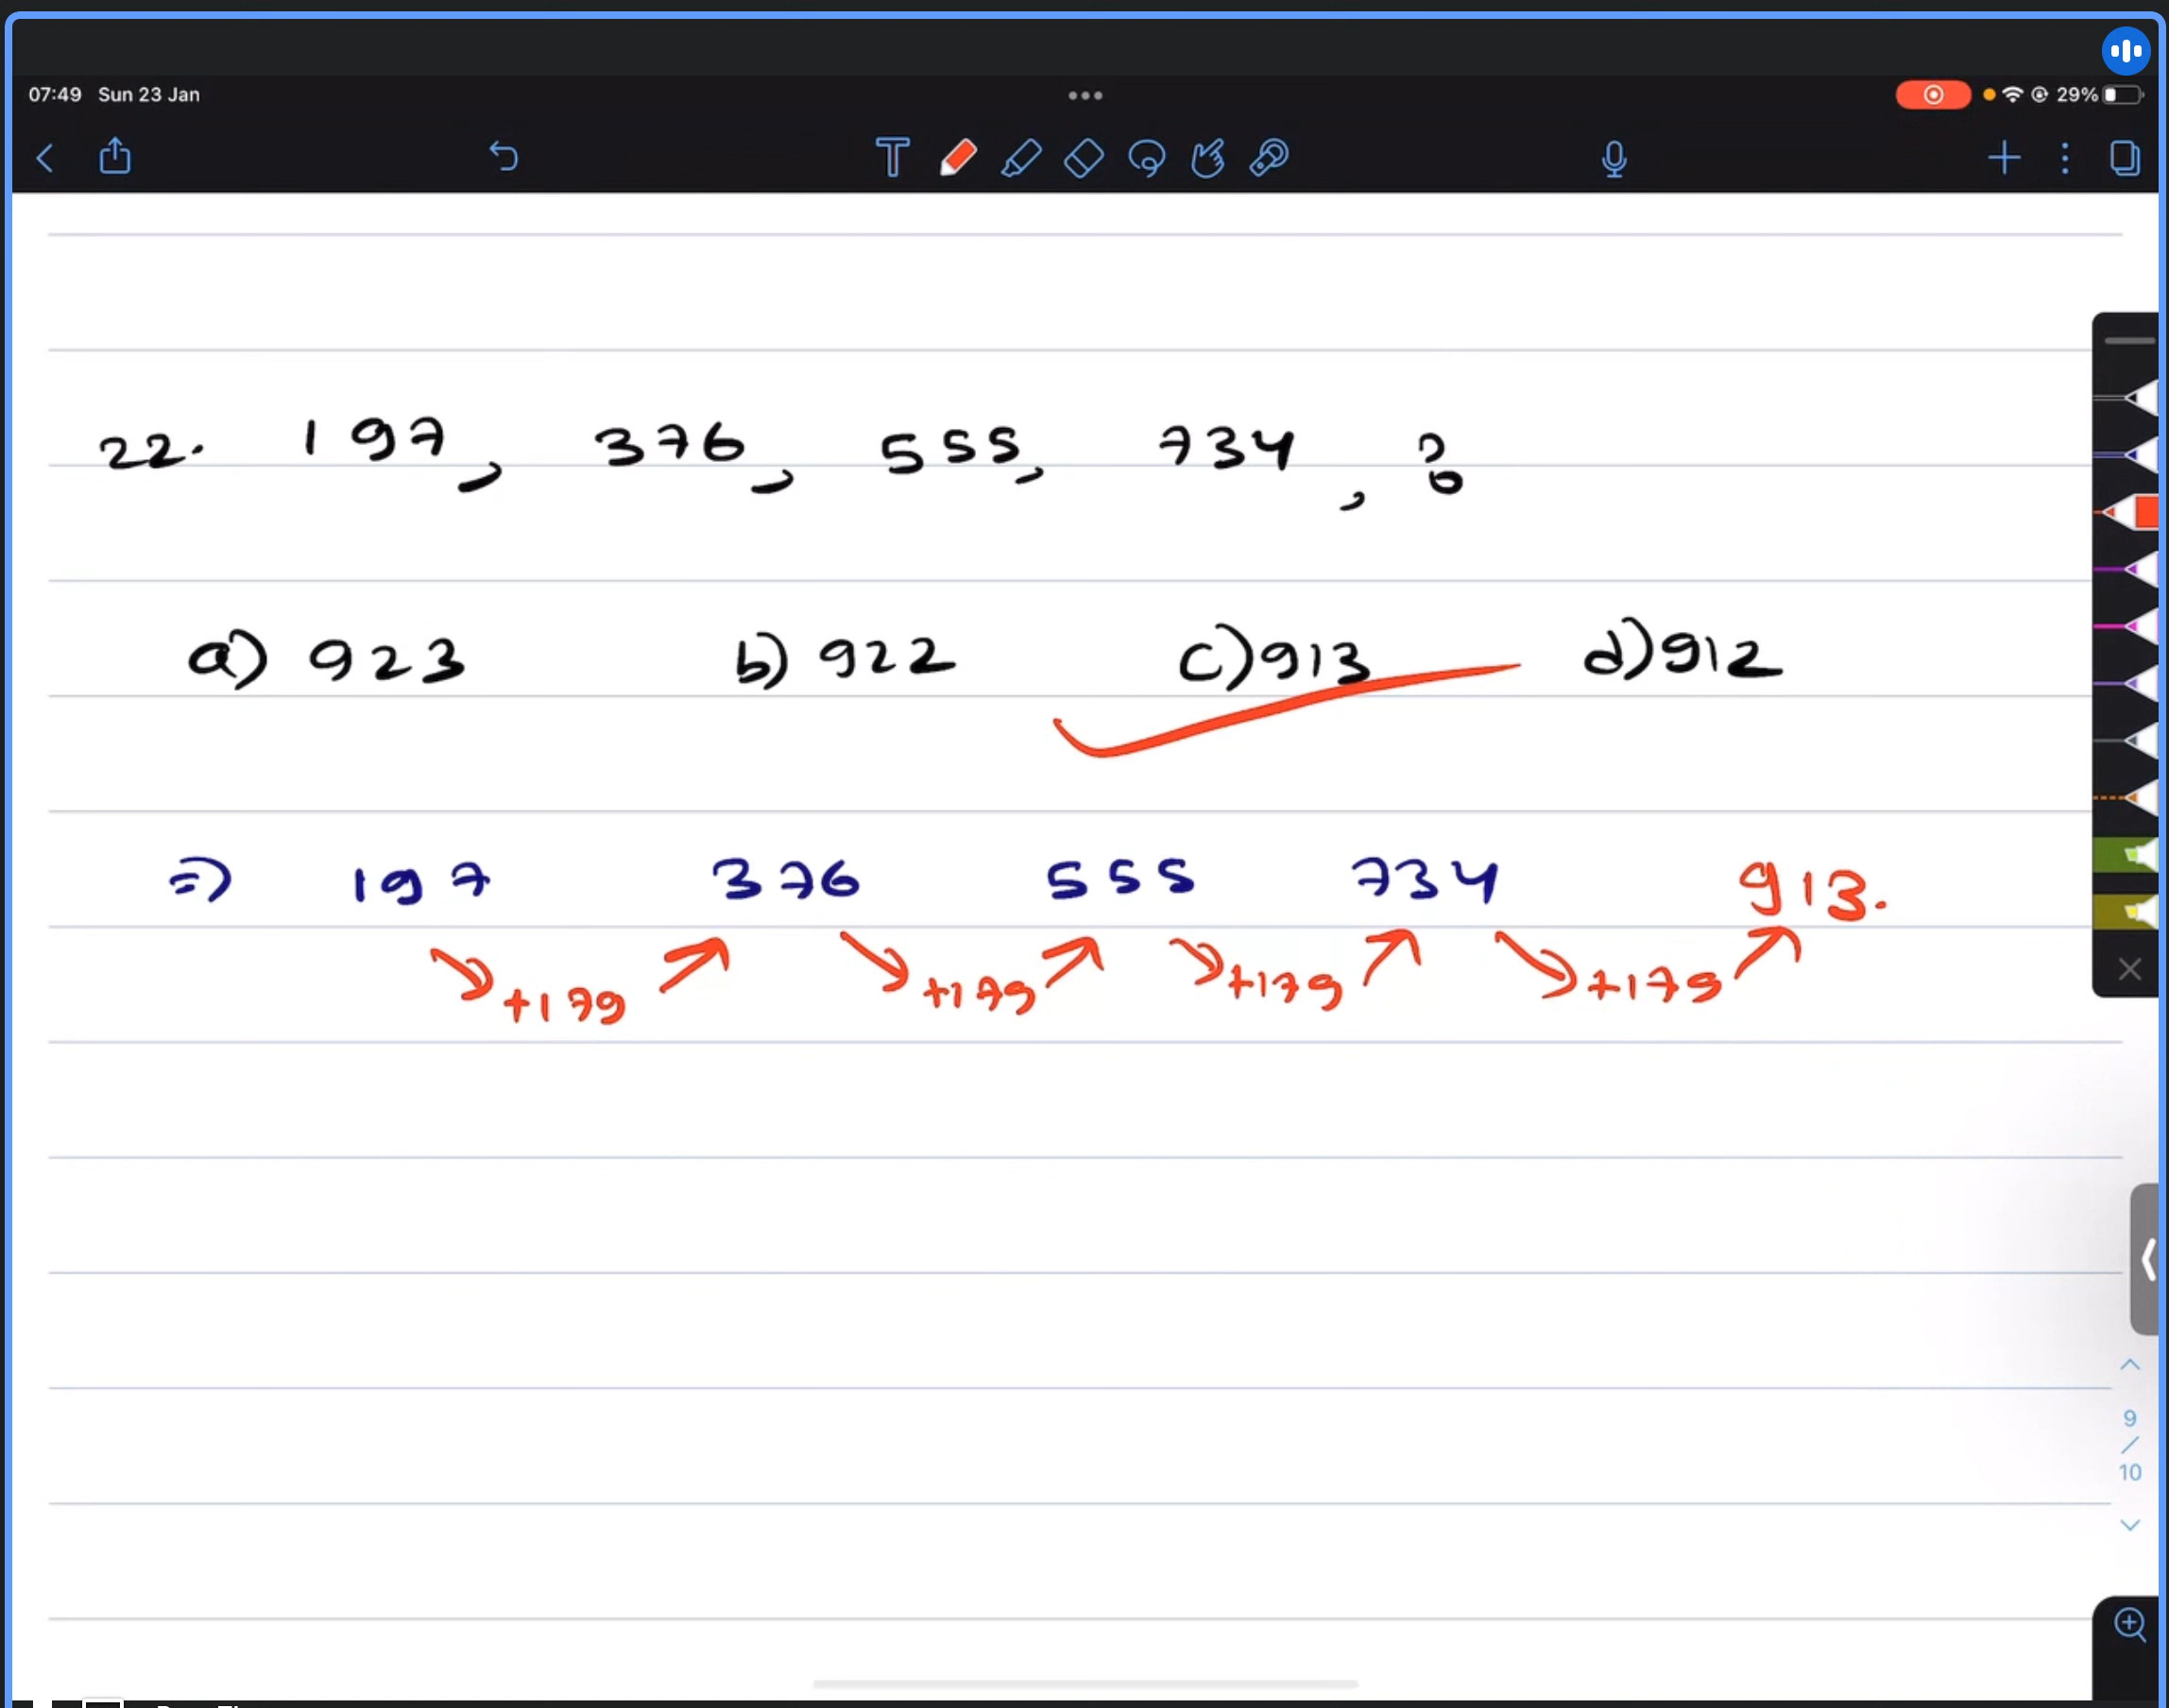 07:49 Sun 23 Jan 29%
T
22. 197, 376, 555, 734, ?
a) 923 b) 922 c) 913 d) 912
=> 197 376 555 734 913.
+179 +179 +179 +179
9
/
10